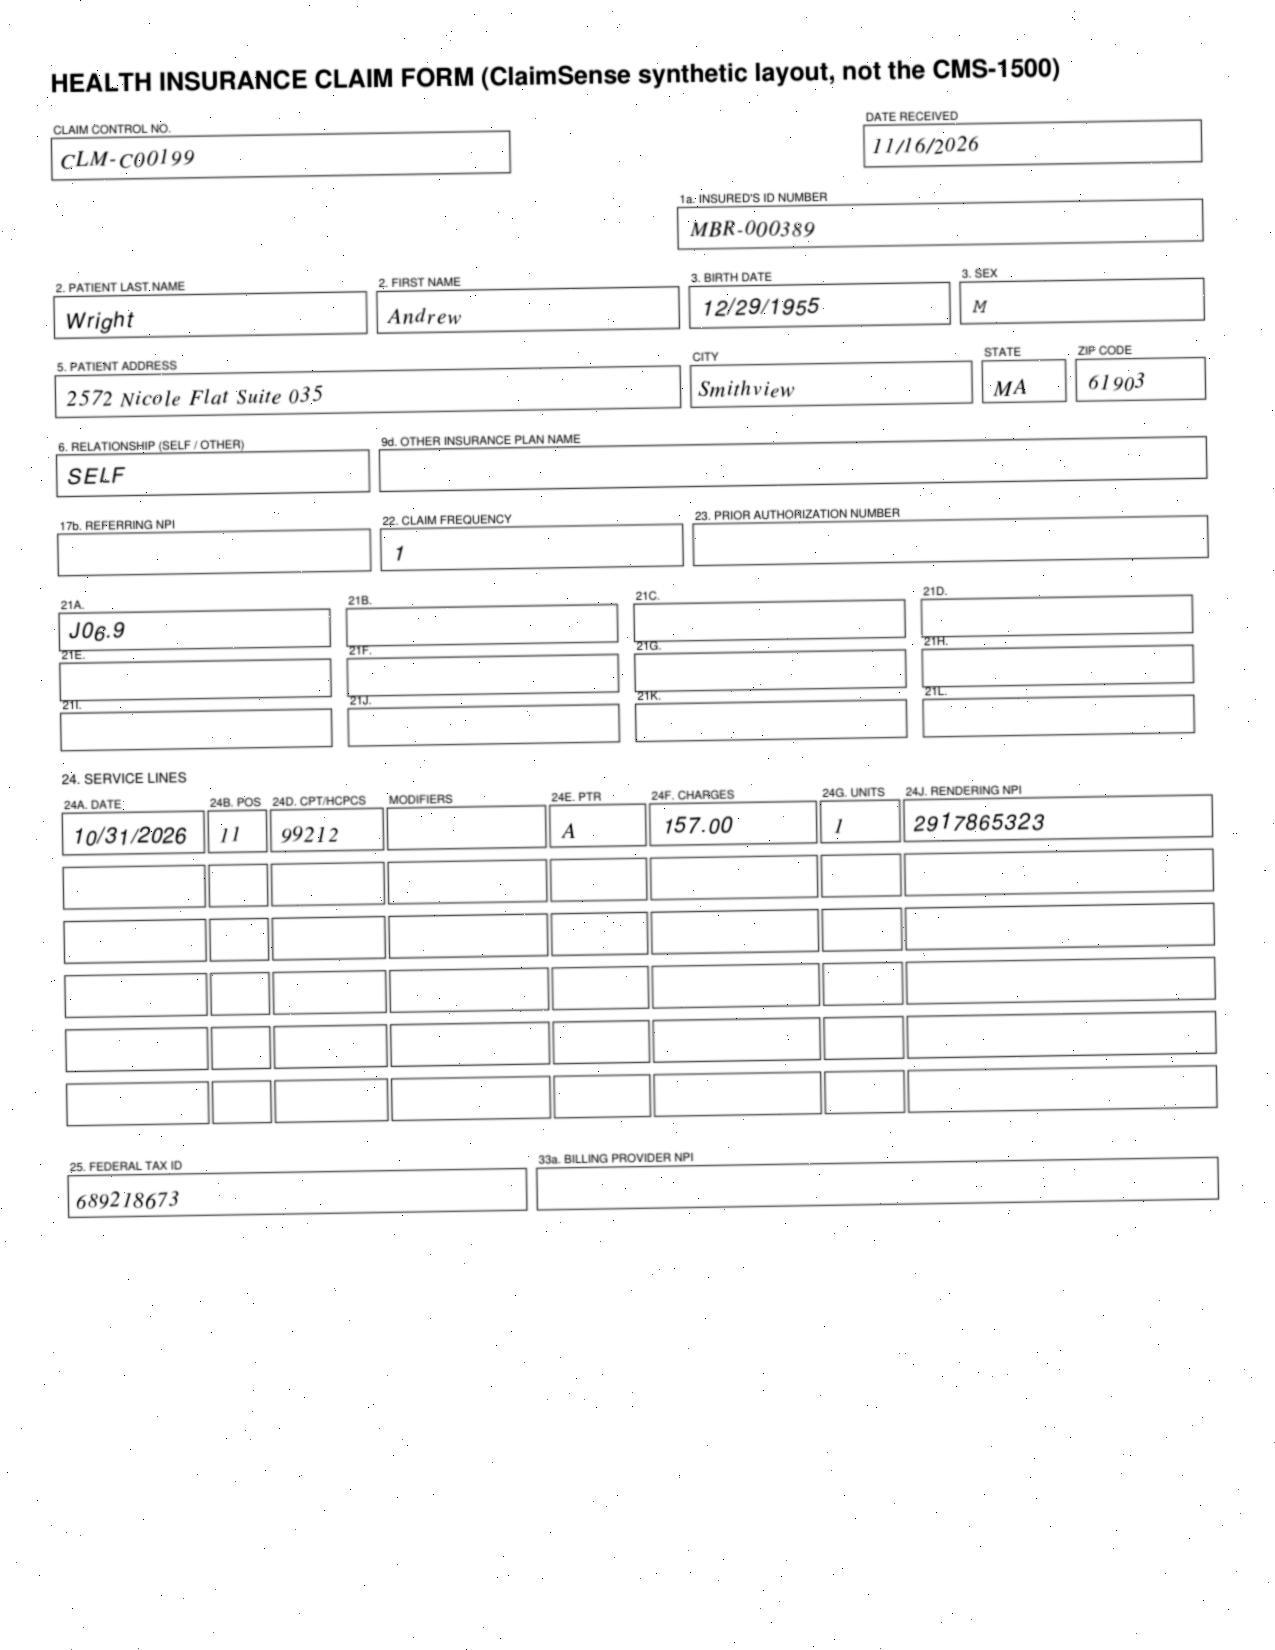 HEALTH INSURANCE CLAIM FORM (ClaimSense synthetic layout, not the CMS-1500)
CLAIM CONTROL NO. DATE RECEIVED
CLM-C00199 11/16/2026
1a. INSURED'S ID NUMBER
MBR-000389
2. PATIENT LAST NAME 2. FIRST NAME 3. BIRTH DATE 3. SEX
Wright Andrew 12/29/1955 M
5. PATIENT ADDRESS CITY STATE ZIP CODE
2572 Nicole Flat Suite 035 Smithview MA 61903
6. RELATIONSHIP (SELF / OTHER) 9d. OTHER INSURANCE PLAN NAME
SELF
17b. REFERRING NPI 22. CLAIM FREQUENCY 23. PRIOR AUTHORIZATION NUMBER
1
21A. 21B. 21C. 21D.
J06.9
21E. 21F. 21G. 21H.
21I. 21J. 21K. 21L.
24. SERVICE LINES
24A. DATE 24B. POS 24D. CPT/HCPCS MODIFIERS 24E. PTR 24F. CHARGES 24G. UNITS 24J. RENDERING NPI
10/31/2026 11 99212 A 157.00 1 2917865323
25. FEDERAL TAX ID 33a. BILLING PROVIDER NPI
689218673